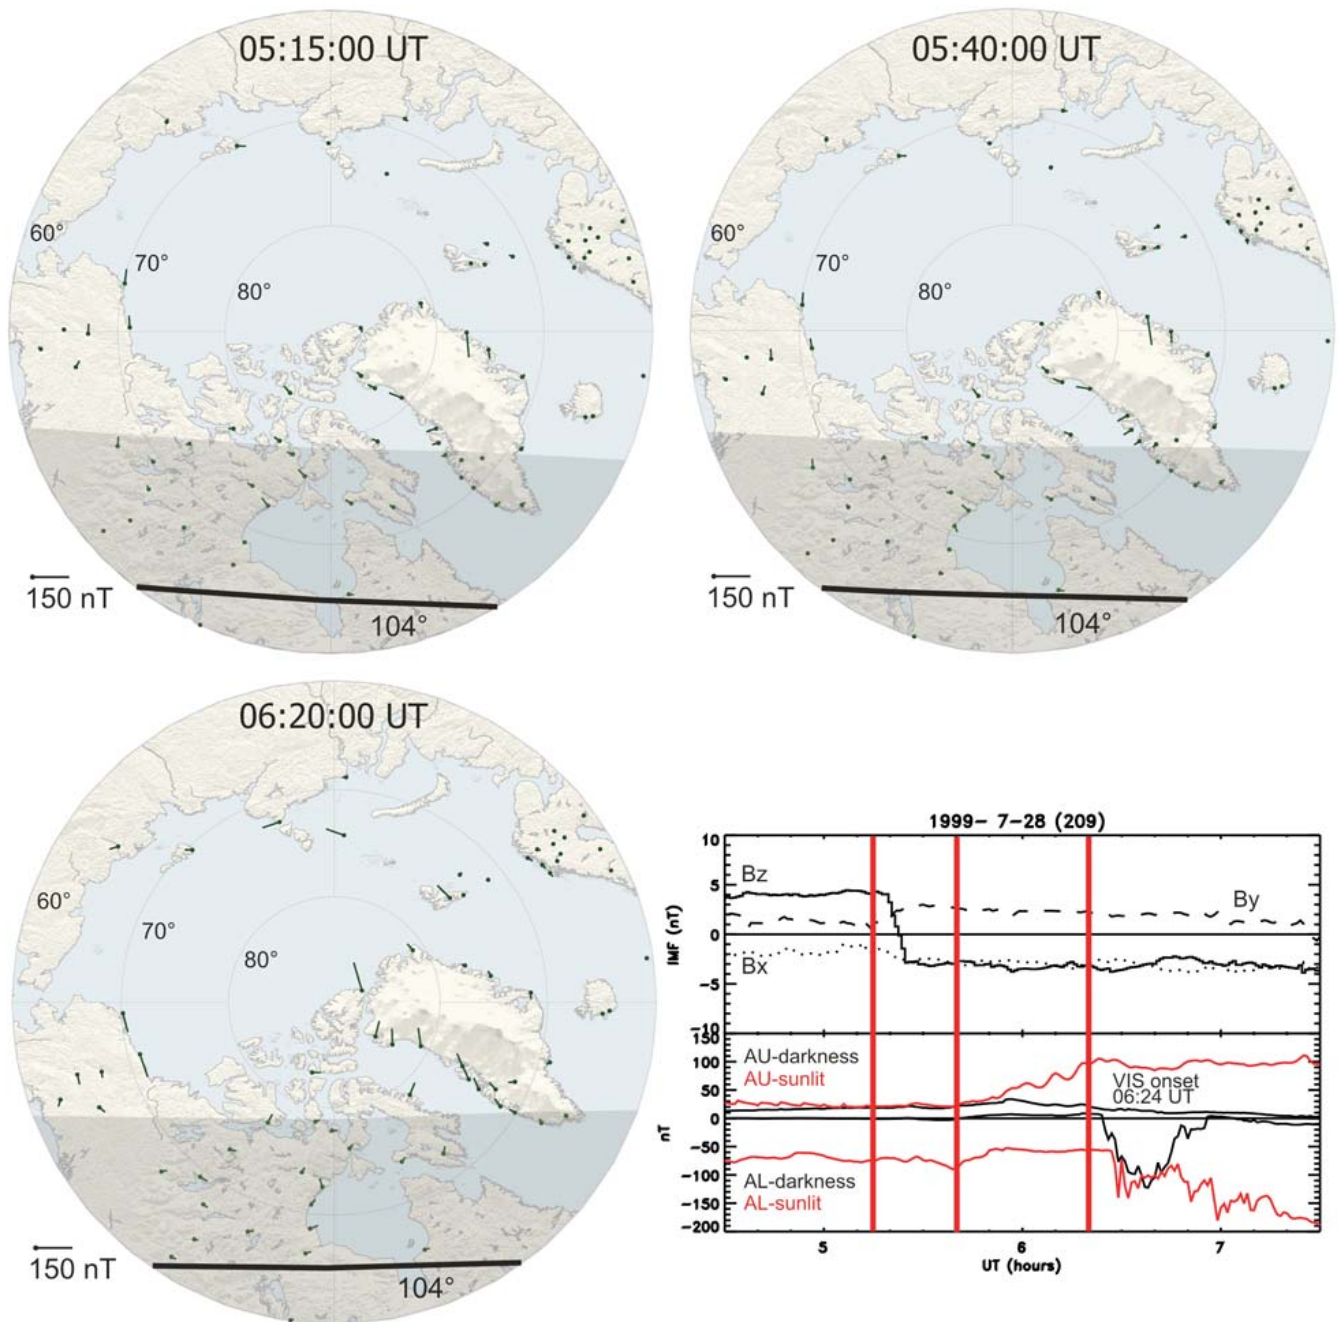 05:15:00 UT
60°
70°
80°
150 nT
104°
05:40:00 UT
60°
70°
80°
150 nT
104°
06:20:00 UT
60°
70°
80°
150 nT
104°
1999- 7-28 (209)
10
5
0
-5
-10
IMF (nT)
Bz
By
Bx
150
100
50
0
-50
-100
-150
-200
nT
AU-darkness
AU-sunlit
VIS onset
06:24 UT
AL-darkness
AL-sunlit
5 6 7
UT (hours)